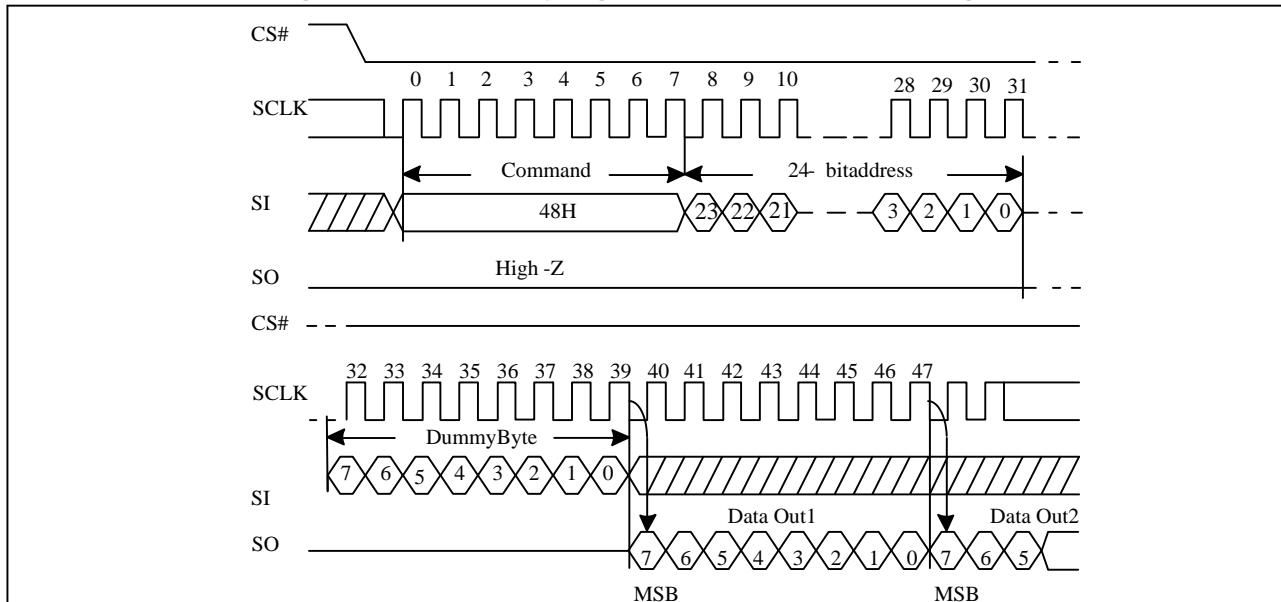 CS#
0 1 2 3 4 5 6 7 8 9 10 28 29 30 31
SCLK
Command 24- bitaddress
SI 48H 23 22 21 3 2 1 0
High -Z
SO
CS#
32 33 34 35 36 37 38 39 40 41 42 43 44 45 46 47
SCLK
DummyByte
7 6 5 4 3 2 1 0
SI
Data Out1 Data Out2
SO 7 6 5 4 3 2 1 0 7 6 5
MSB MSB